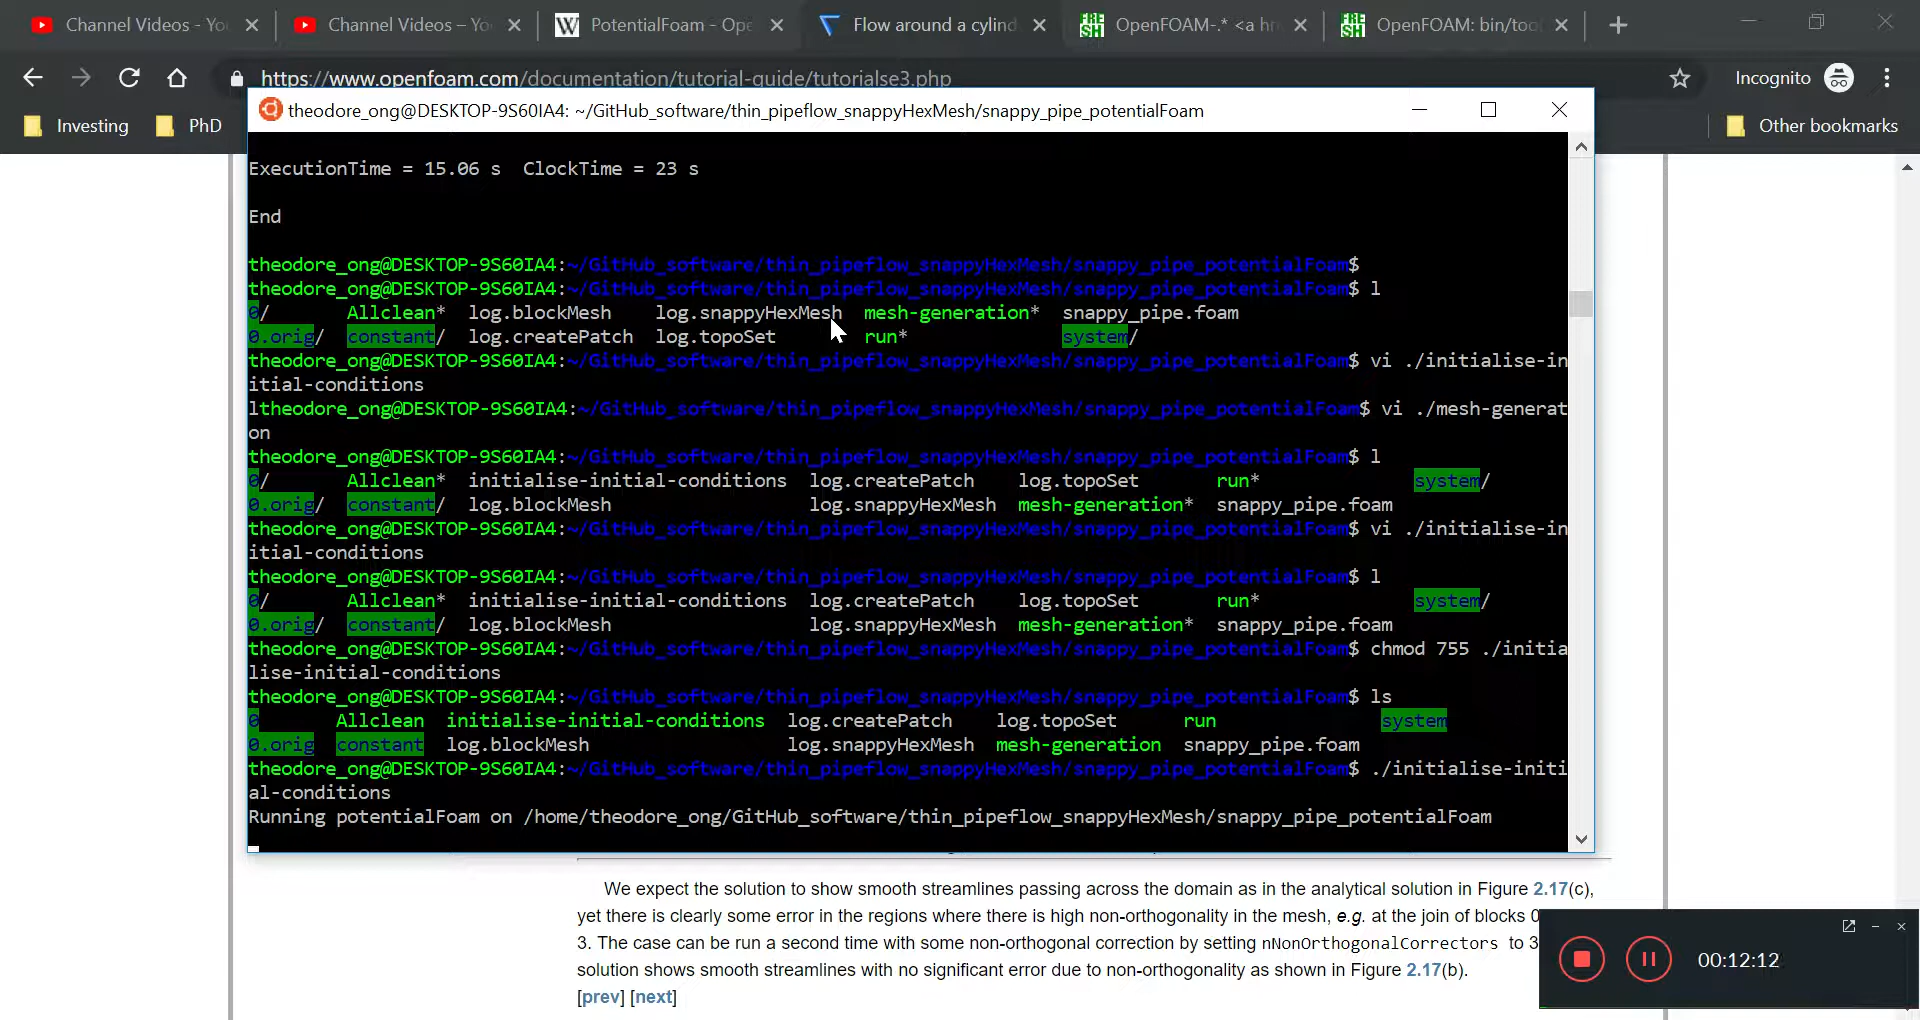 Channel Videos - Yo
Channel Videos – Yo
PotentialFoam - Ope
Flow around a cylind
OpenFOAM-.* <a hr
OpenFOAM: bin/tool
https://www.openfoam.com/documentation/tutorial-guide/tutorialse3.php
Incognito
Investing
PhD
Other bookmarks
theodore_ong@DESKTOP-9S60IA4: ~/GitHub_software/thin_pipeflow_snappyHexMesh/snappy_pipe_potentialFoam
ExecutionTime = 15.06 s  ClockTime = 23 s
End
theodore_ong@DESKTOP-9S60IA4:~/GitHub_software/thin_pipeflow_snappyHexMesh/snappy_pipe_potentialFoam$
theodore_ong@DESKTOP-9S60IA4:~/GitHub_software/thin_pipeflow_snappyHexMesh/snappy_pipe_potentialFoam$ l
0/ Allclean* log.blockMesh log.snappyHexMesh mesh-generation* snappy_pipe.foam
0.orig/ constant/ log.createPatch log.topoSet run* system/
theodore_ong@DESKTOP-9S60IA4:~/GitHub_software/thin_pipeflow_snappyHexMesh/snappy_pipe_potentialFoam$ vi ./initialise-in
itial-conditions
ltheodore_ong@DESKTOP-9S60IA4:~/GitHub_software/thin_pipeflow_snappyHexMesh/snappy_pipe_potentialFoam$ vi ./mesh-generat
on
theodore_ong@DESKTOP-9S60IA4:~/GitHub_software/thin_pipeflow_snappyHexMesh/snappy_pipe_potentialFoam$ l
0/ Allclean* initialise-initial-conditions log.createPatch log.topoSet run* system/
0.orig/ constant/ log.blockMesh log.snappyHexMesh mesh-generation* snappy_pipe.foam
theodore_ong@DESKTOP-9S60IA4:~/GitHub_software/thin_pipeflow_snappyHexMesh/snappy_pipe_potentialFoam$ vi ./initialise-in
itial-conditions
theodore_ong@DESKTOP-9S60IA4:~/GitHub_software/thin_pipeflow_snappyHexMesh/snappy_pipe_potentialFoam$ l
0/ Allclean* initialise-initial-conditions log.createPatch log.topoSet run* system/
0.orig/ constant/ log.blockMesh log.snappyHexMesh mesh-generation* snappy_pipe.foam
theodore_ong@DESKTOP-9S60IA4:~/GitHub_software/thin_pipeflow_snappyHexMesh/snappy_pipe_potentialFoam$ chmod 755 ./initia
lise-initial-conditions
theodore_ong@DESKTOP-9S60IA4:~/GitHub_software/thin_pipeflow_snappyHexMesh/snappy_pipe_potentialFoam$ ls
0 Allclean initialise-initial-conditions log.createPatch log.topoSet run system
0.orig constant log.blockMesh log.snappyHexMesh mesh-generation snappy_pipe.foam
theodore_ong@DESKTOP-9S60IA4:~/GitHub_software/thin_pipeflow_snappyHexMesh/snappy_pipe_potentialFoam$ ./initialise-initi
al-conditions
Running potentialFoam on /home/theodore_ong/GitHub_software/thin_pipeflow_snappyHexMesh/snappy_pipe_potentialFoam
We expect the solution to show smooth streamlines passing across the domain as in the analytical solution in Figure 2.17(c),
yet there is clearly some error in the regions where there is high non-orthogonality in the mesh, e.g. at the join of blocks 0
3. The case can be run a second time with some non-orthogonal correction by setting nNonOrthogonalCorrectors to 3
solution shows smooth streamlines with no significant error due to non-orthogonality as shown in Figure 2.17(b).
[prev] [next]
00:12:12